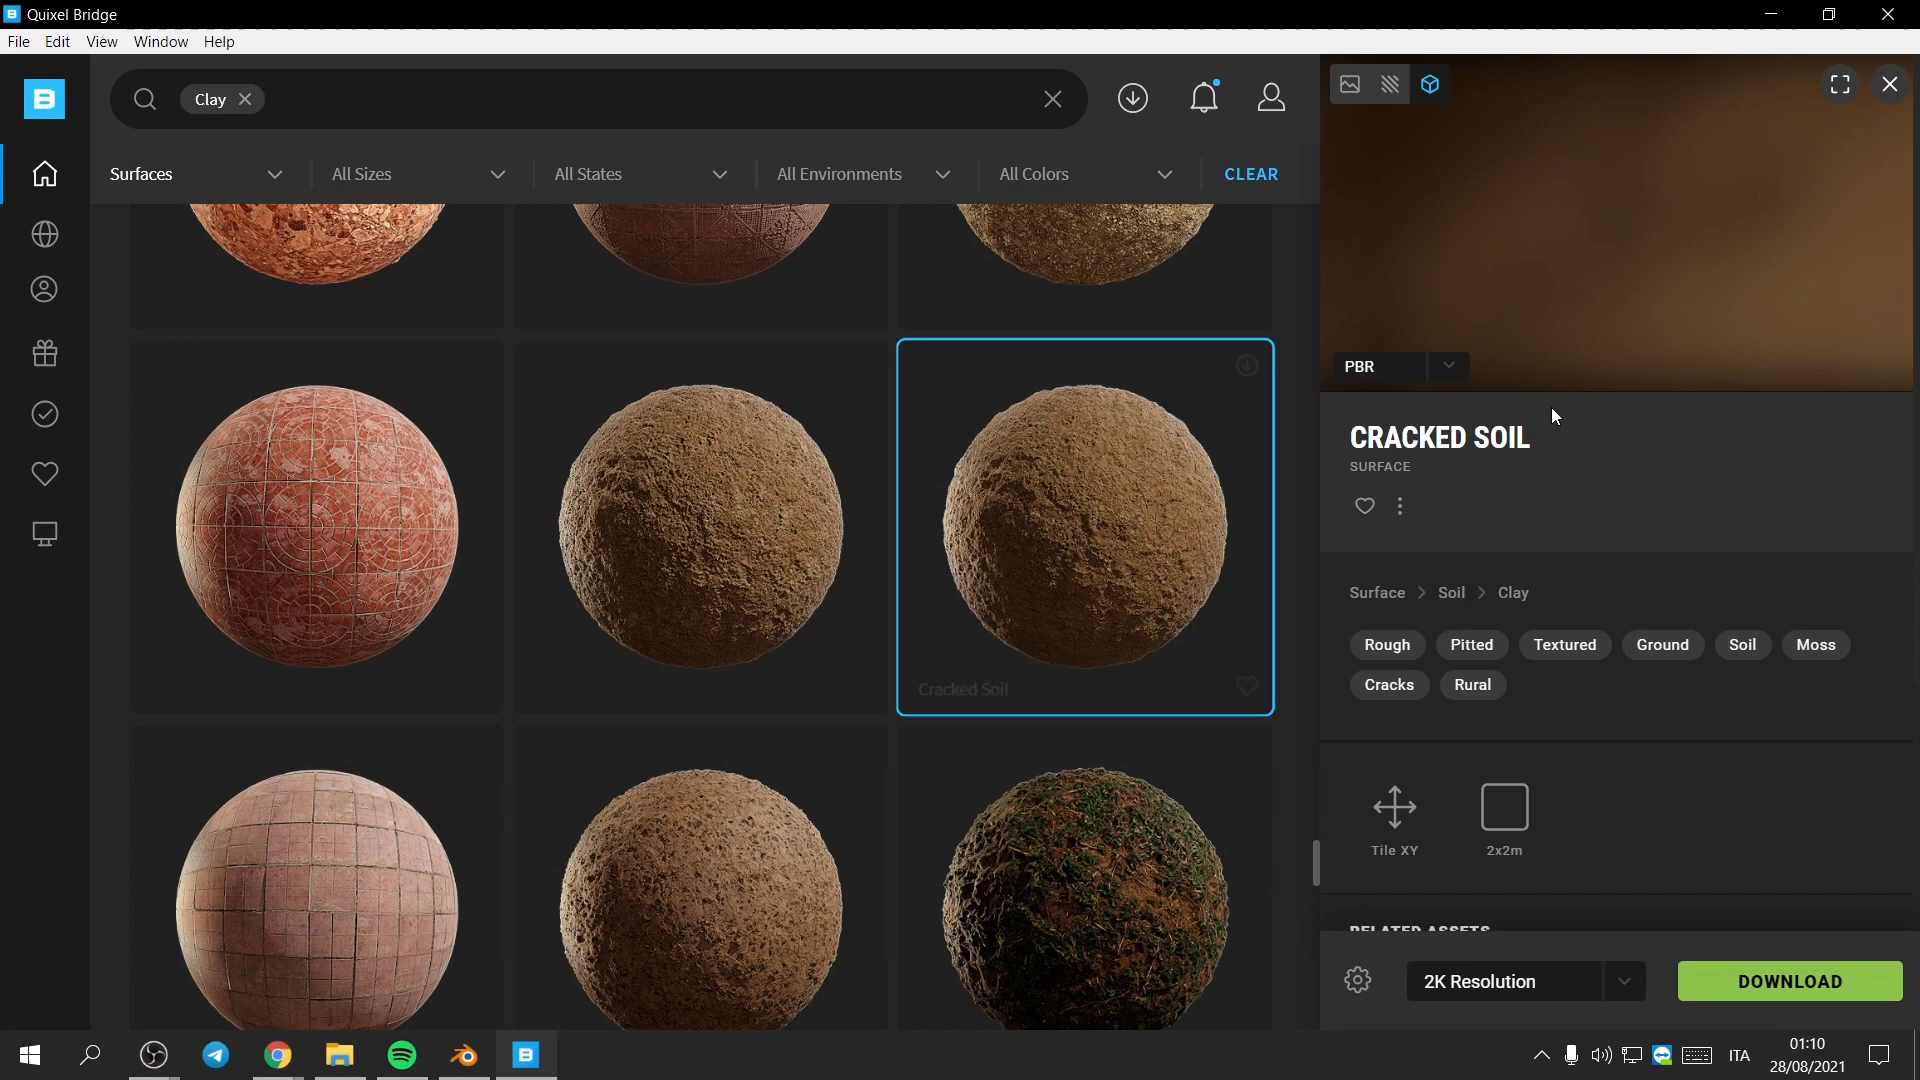 Quixel Bridge
File Edit View Window Help
Clay
Surfaces All Sizes All States All Environments All Colors CLEAR
PBR
CRACKED SOIL
SURFACE
Surface > Soil > Clay
Rough Pitted Textured Ground Soil Moss
Cracks Rural
Cracked Soil
Tile XY 2x2m
RELATED ASSETS
2K Resolution DOWNLOAD
ITA
01:10
28/08/2021